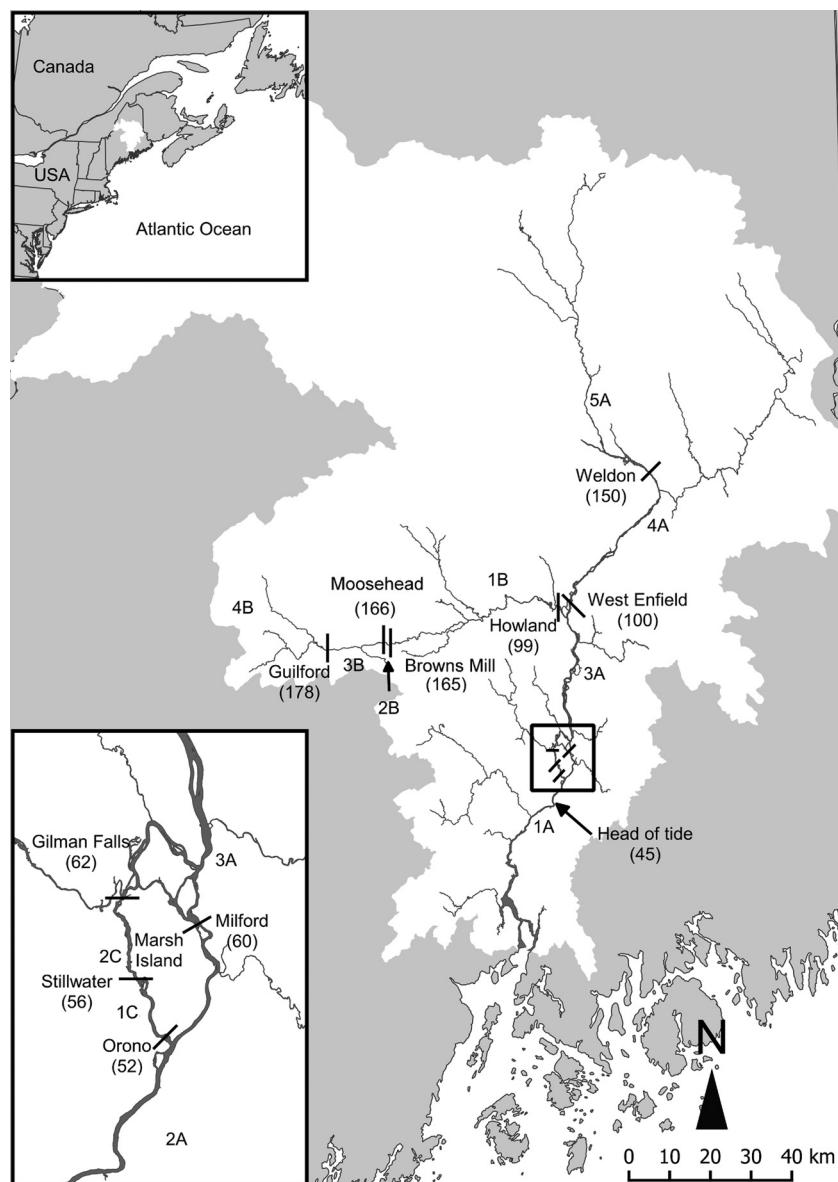 Canada
USA
Atlantic Ocean
5A
Weldon
(150)
4A
Moosehead
(166)
1B
4B
West Enfield
(100)
Howland
(99)
Guilford
(178)
3B
Browns Mill
(165)
2B
3A
1A
Head of tide
(45)
Gilman Falls
(62)
3A
Milford
(60)
Marsh
Island
2C
Stillwater
(56)
1C
Orono
(52)
2A
N
0 10 20 30 40 km